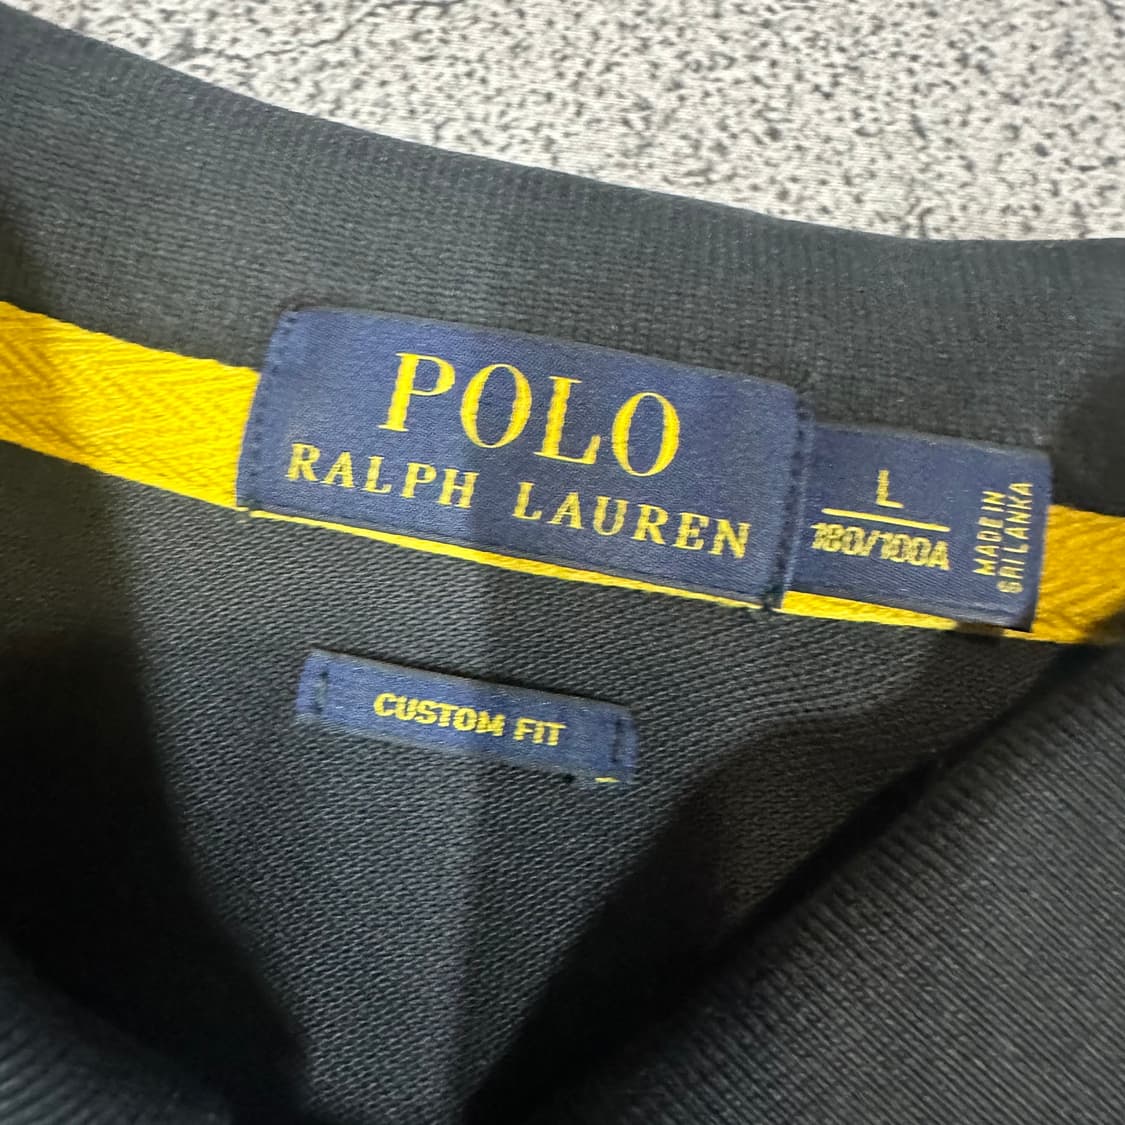 POLO
RALPH LAUREN
L
180/100A
MADE IN
SRI LANKA
CUSTOM FIT